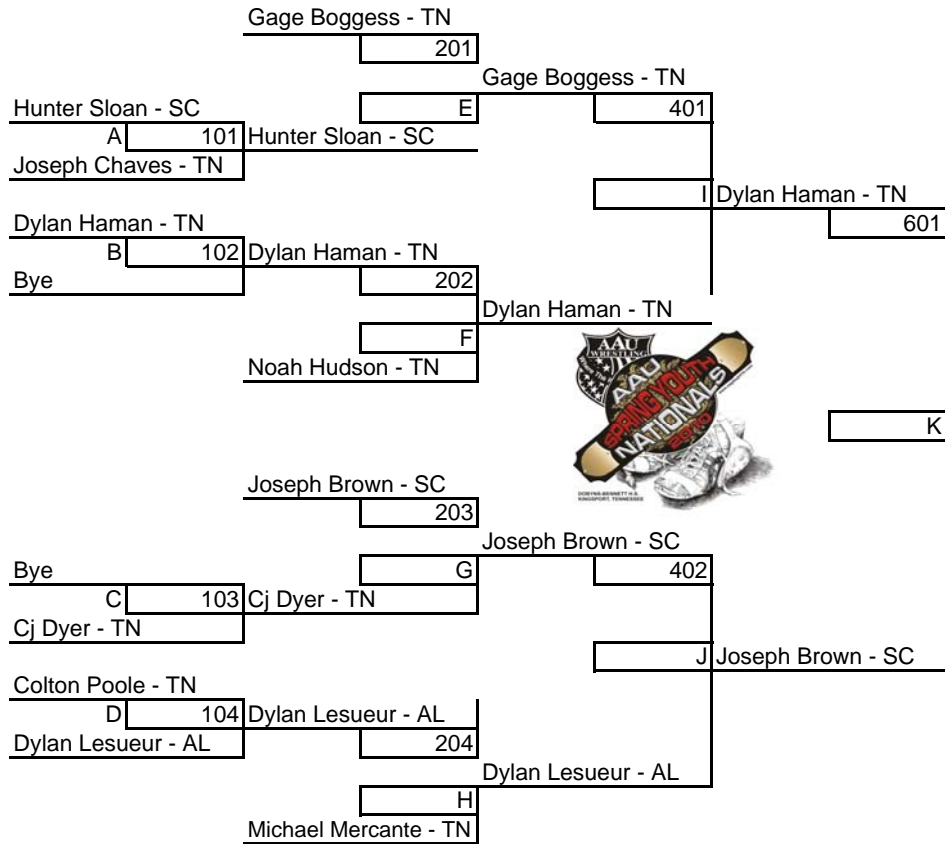 Gage Boggess - TN
201
Gage Boggess - TN
Hunter Sloan - SC
E
401
A 101 Hunter Sloan - SC
Joseph Chaves - TN
I Dylan Haman - TN
Dylan Haman - TN
601
B 102 Dylan Haman - TN
Bye
202
Dylan Haman - TN
F
Noah Hudson - TN
AAU
WRESTLING
AAU
SPRING YOUTH
NATIONALS
2010
DOBYNS-BENNETT H.S.
KINGSPORT, TENNESSEE
K
Joseph Brown - SC
203
Joseph Brown - SC
Bye
G
402
C 103 Cj Dyer - TN
Cj Dyer - TN
J Joseph Brown - SC
Colton Poole - TN
D 104 Dylan Lesueur - AL
Dylan Lesueur - AL
204
Dylan Lesueur - AL
H
Michael Mercante - TN